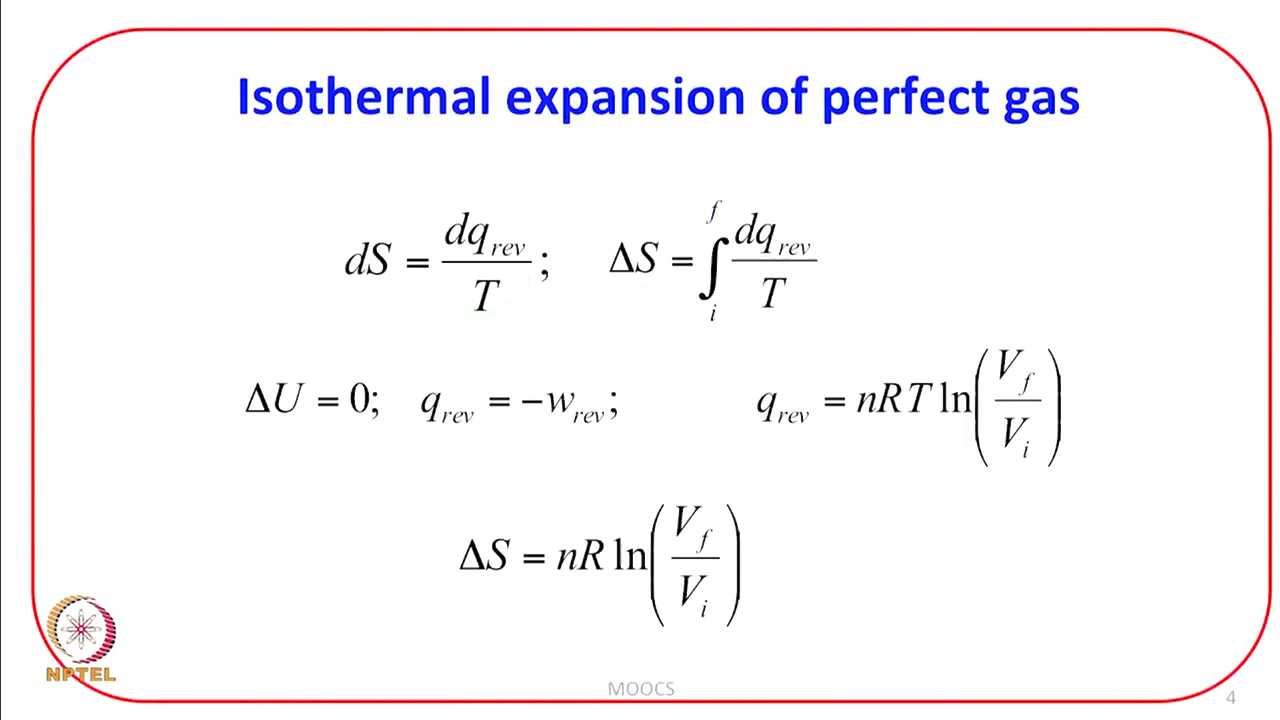 Isothermal expansion of perfect gas
dS = dq_rev / T ; ΔS = ∫_i^f dq_rev / T
ΔU = 0; q_rev = −w_rev; q_rev = nRT ln(V_f / V_i)
ΔS = nR ln(V_f / V_i)
NPTEL
MOOCS
4